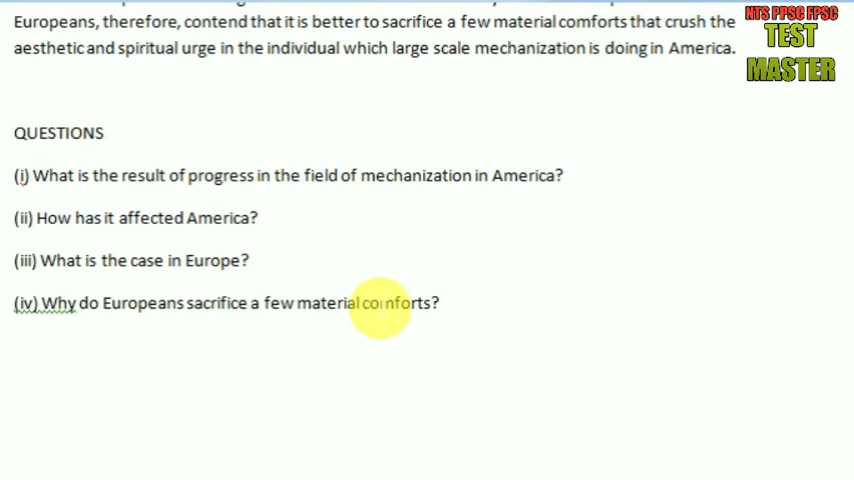 Europeans, therefore, contend that it is better to sacrifice a few material comforts that crush the
aesthetic and spiritual urge in the individual which large scale mechanization is doing in America.
NTS PPSC FPSC
TEST
MASTER
QUESTIONS
(i) What is the result of progress in the field of mechanization in America?
(ii) How has it affected America?
(iii) What is the case in Europe?
(iv) Why do Europeans sacrifice a few material comforts?